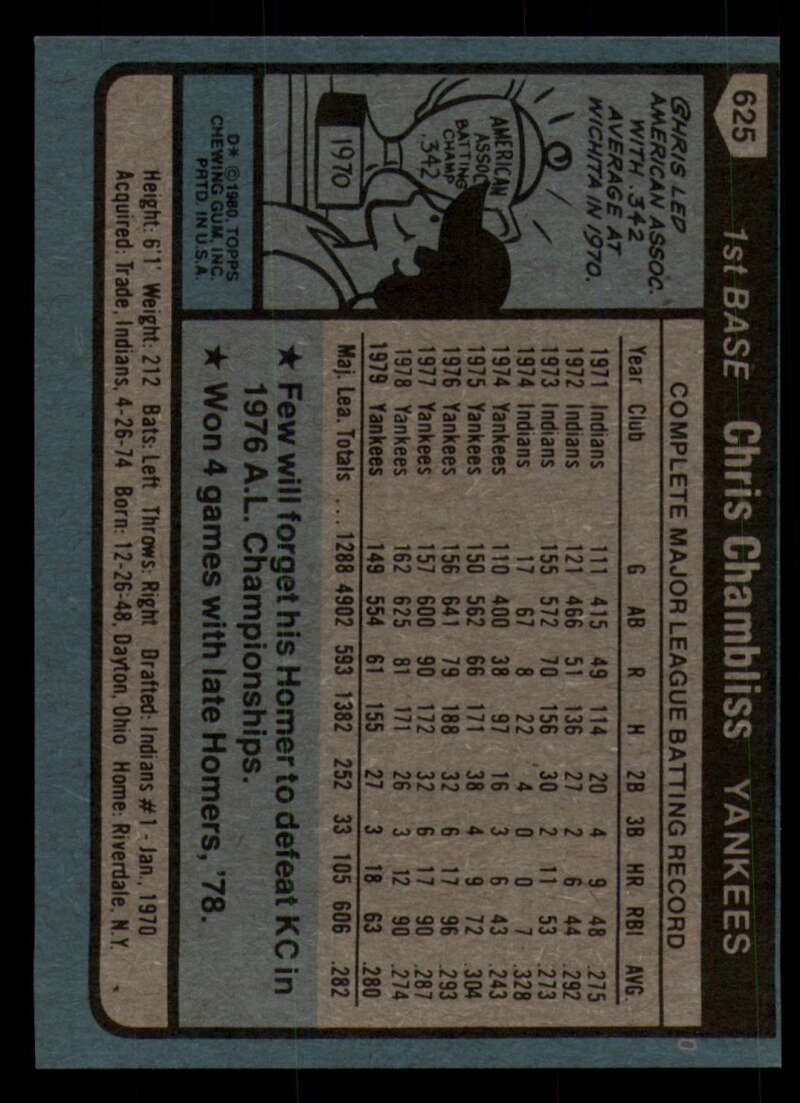 625 1st BASE Chris Chambliss YANKEES
CHRIS LED
AMERICAN ASSOC.
WITH .342
AVERAGE AT
WICHITA IN 1970.
AMERICAN
ASSOC.
BATTING
CHAMP
.342
1970
D* ©1980 TOPPS
CHEWING GUM, INC.
PRTD. IN U.S.A.
COMPLETE MAJOR LEAGUE BATTING RECORD
Year Club G AB R H 2B 3B HR RBI AVG.
1971 Indians 111 415 49 114 20 4 9 48 .275
1972 Indians 121 466 51 136 27 2 6 44 .292
1973 Indians 155 572 70 156 30 2 11 53 .273
1974 Indians 17 67 8 22 4 0 0 7 .328
1974 Yankees 110 400 38 97 16 3 6 43 .243
1975 Yankees 150 562 66 171 38 4 9 72 .304
1976 Yankees 156 641 79 188 32 6 17 96 .293
1977 Yankees 157 600 90 172 32 6 17 90 .287
1978 Yankees 162 625 81 171 26 3 12 90 .274
1979 Yankees 149 554 61 155 27 3 18 63 .280
Maj. Lea. Totals ... 1288 4902 593 1382 252 33 105 606 .282
★ Few will forget his Homer to defeat KC in
1976 A.L. Championships.
★ Won 4 games with late Homers, '78.
Height: 6'1' Weight: 212 Bats: Left Throws: Right Drafted: Indians #1 - Jan., 1970
Acquired: Trade, Indians, 4-26-74 Born: 12-26-48, Dayton, Ohio Home: Riverdale, N.Y.